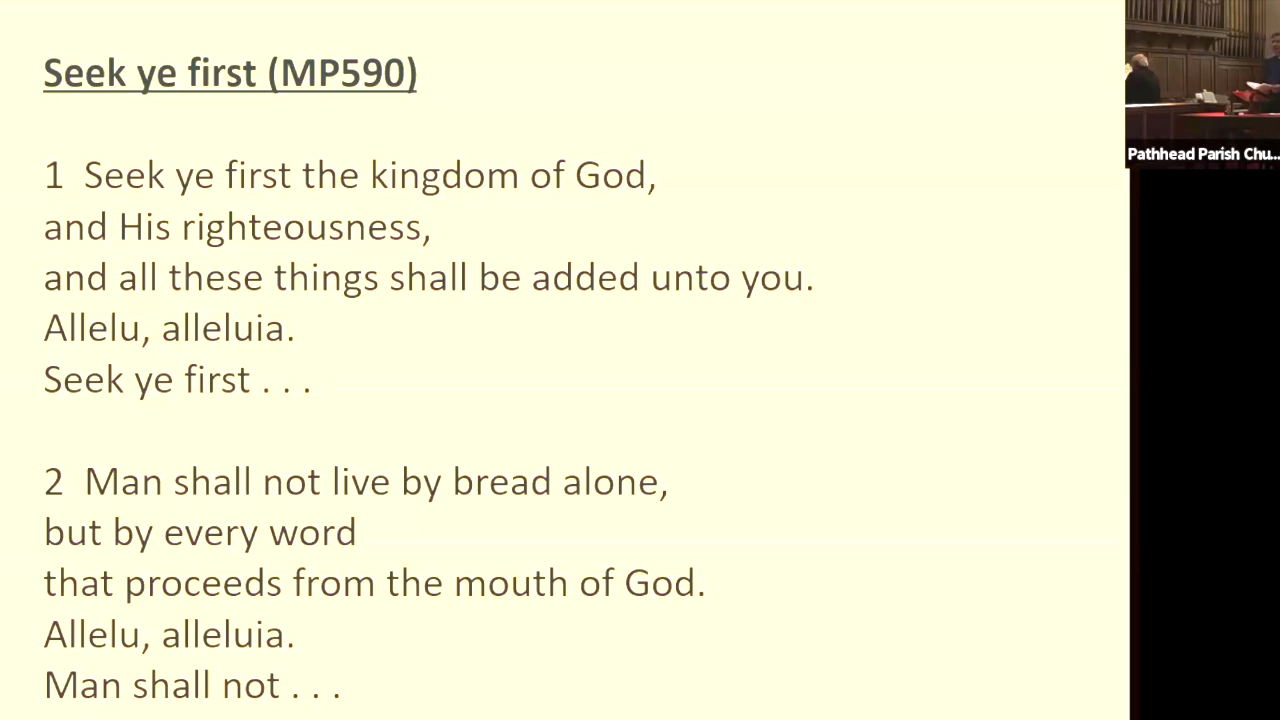 Seek ye first (MP590)
1 Seek ye first the kingdom of God,
and His righteousness,
and all these things shall be added unto you.
Allelu, alleluia.
Seek ye first . . .
2 Man shall not live by bread alone,
but by every word
that proceeds from the mouth of God.
Allelu, alleluia.
Man shall not . . .
Pathhead Parish Chu...